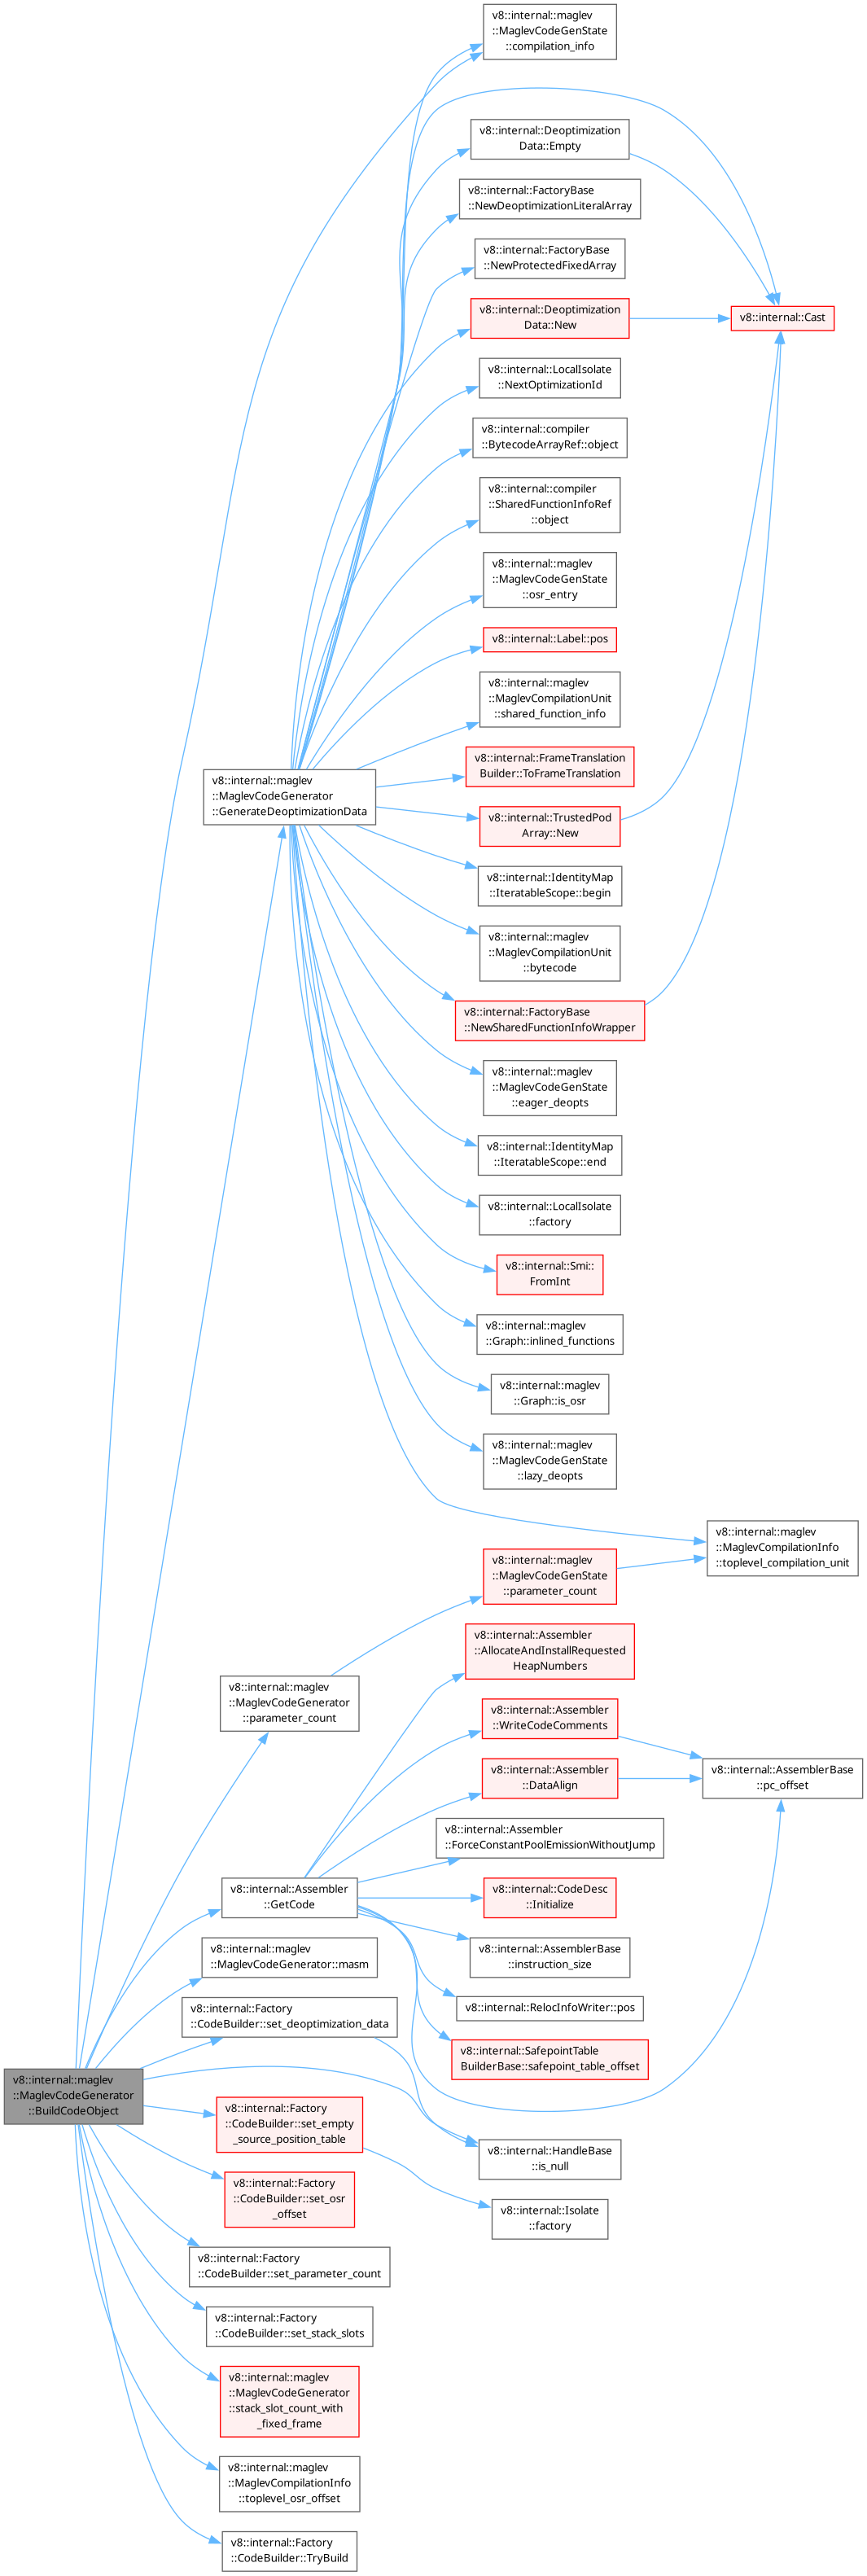 v8::internal::maglev
::MaglevCodeGenState
::compilation_info
v8::internal::Deoptimization
Data::Empty
v8::internal::FactoryBase
::NewDeoptimizationLiteralArray
v8::internal::FactoryBase
::NewProtectedFixedArray
v8::internal::Deoptimization
Data::New
v8::internal::Cast
v8::internal::LocalIsolate
::NextOptimizationId
v8::internal::compiler
::BytecodeArrayRef::object
v8::internal::compiler
::SharedFunctionInfoRef
::object
v8::internal::maglev
::MaglevCodeGenState
::osr_entry
v8::internal::Label::pos
v8::internal::maglev
::MaglevCompilationUnit
::shared_function_info
v8::internal::FrameTranslation
Builder::ToFrameTranslation
v8::internal::maglev
::MaglevCodeGenerator
::GenerateDeoptimizationData
v8::internal::TrustedPod
Array::New
v8::internal::IdentityMap
::IteratableScope::begin
v8::internal::maglev
::MaglevCompilationUnit
::bytecode
v8::internal::FactoryBase
::NewSharedFunctionInfoWrapper
v8::internal::maglev
::MaglevCodeGenState
::eager_deopts
v8::internal::IdentityMap
::IteratableScope::end
v8::internal::LocalIsolate
::factory
v8::internal::Smi::
FromInt
v8::internal::maglev
::Graph::inlined_functions
v8::internal::maglev
::Graph::is_osr
v8::internal::maglev
::MaglevCodeGenState
::lazy_deopts
v8::internal::maglev
::MaglevCompilationInfo
::toplevel_compilation_unit
v8::internal::maglev
::MaglevCodeGenState
::parameter_count
v8::internal::Assembler
::AllocateAndInstallRequested
HeapNumbers
v8::internal::maglev
::MaglevCodeGenerator
::parameter_count
v8::internal::Assembler
::WriteCodeComments
v8::internal::Assembler
::DataAlign
v8::internal::AssemblerBase
::pc_offset
v8::internal::Assembler
::ForceConstantPoolEmissionWithoutJump
v8::internal::Assembler
::GetCode
v8::internal::CodeDesc
::Initialize
v8::internal::AssemblerBase
::instruction_size
v8::internal::maglev
::MaglevCodeGenerator::masm
v8::internal::RelocInfoWriter::pos
v8::internal::Factory
::CodeBuilder::set_deoptimization_data
v8::internal::SafepointTable
BuilderBase::safepoint_table_offset
v8::internal::maglev
::MaglevCodeGenerator
::BuildCodeObject
v8::internal::Factory
::CodeBuilder::set_empty
_source_position_table
v8::internal::HandleBase
::is_null
v8::internal::Factory
::CodeBuilder::set_osr
_offset
v8::internal::Isolate
::factory
v8::internal::Factory
::CodeBuilder::set_parameter_count
v8::internal::Factory
::CodeBuilder::set_stack_slots
v8::internal::maglev
::MaglevCodeGenerator
::stack_slot_count_with
_fixed_frame
v8::internal::maglev
::MaglevCompilationInfo
::toplevel_osr_offset
v8::internal::Factory
::CodeBuilder::TryBuild